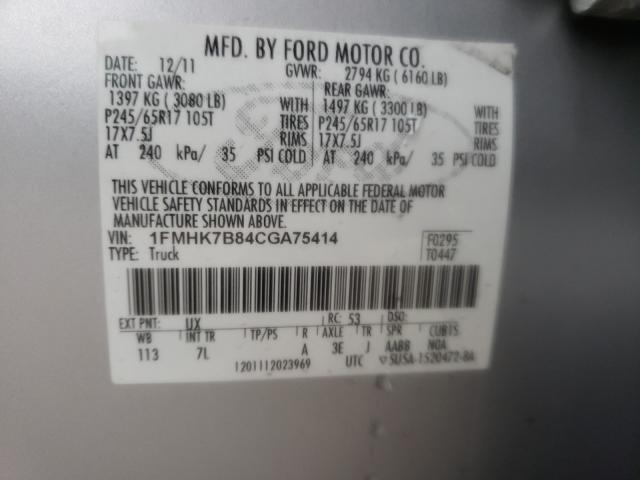 MFD. BY FORD MOTOR CO.
DATE: 12/11 GVWR: 2794 KG ( 6160 LB)
FRONT GAWR: REAR GAWR:
1397 KG ( 3080 LB) WITH 1497 KG ( 3300 LB) WITH
P245/65R17 105T TIRES P245/65R17 105T TIRES
17X7.5J RIMS 17X7.5J RIMS
AT 240 kPa/ 35 PSI COLD AT 240 kPa/ 35 PSI COLD
THIS VEHICLE CONFORMS TO ALL APPLICABLE FEDERAL MOTOR
VEHICLE SAFETY STANDARDS IN EFFECT ON THE DATE OF
MANUFACTURE SHOWN ABOVE.
VIN: 1FMHK7B84CGA75414 F0295
TYPE: Truck T0447
EXT PNT: UX RC: 53 DSO:
WB INT TR TP/PS R AXLE TR SPR CUBTS
113 7L A 3E J AABB NOA
1201112023969 UTC SU5A-1520472-BA